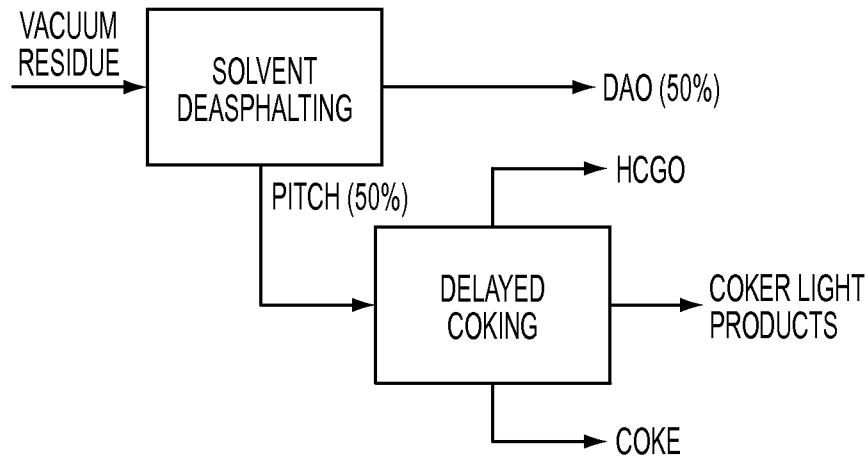 VACUUM
RESIDUE
SOLVENT
DEASPHALTING
DAO (50%)
HCGO
PITCH (50%)
DELAYED
COKING
COKER LIGHT
PRODUCTS
COKE